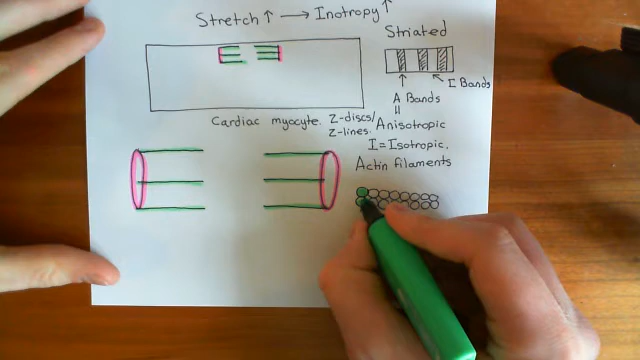 Stretch ↑ → Inotropy ↑
Striated
I Bands
A Bands
=
Cardiac myocyte. Z-discs/ Anisotropic
Z-lines.
I = Isotropic.
Actin filaments